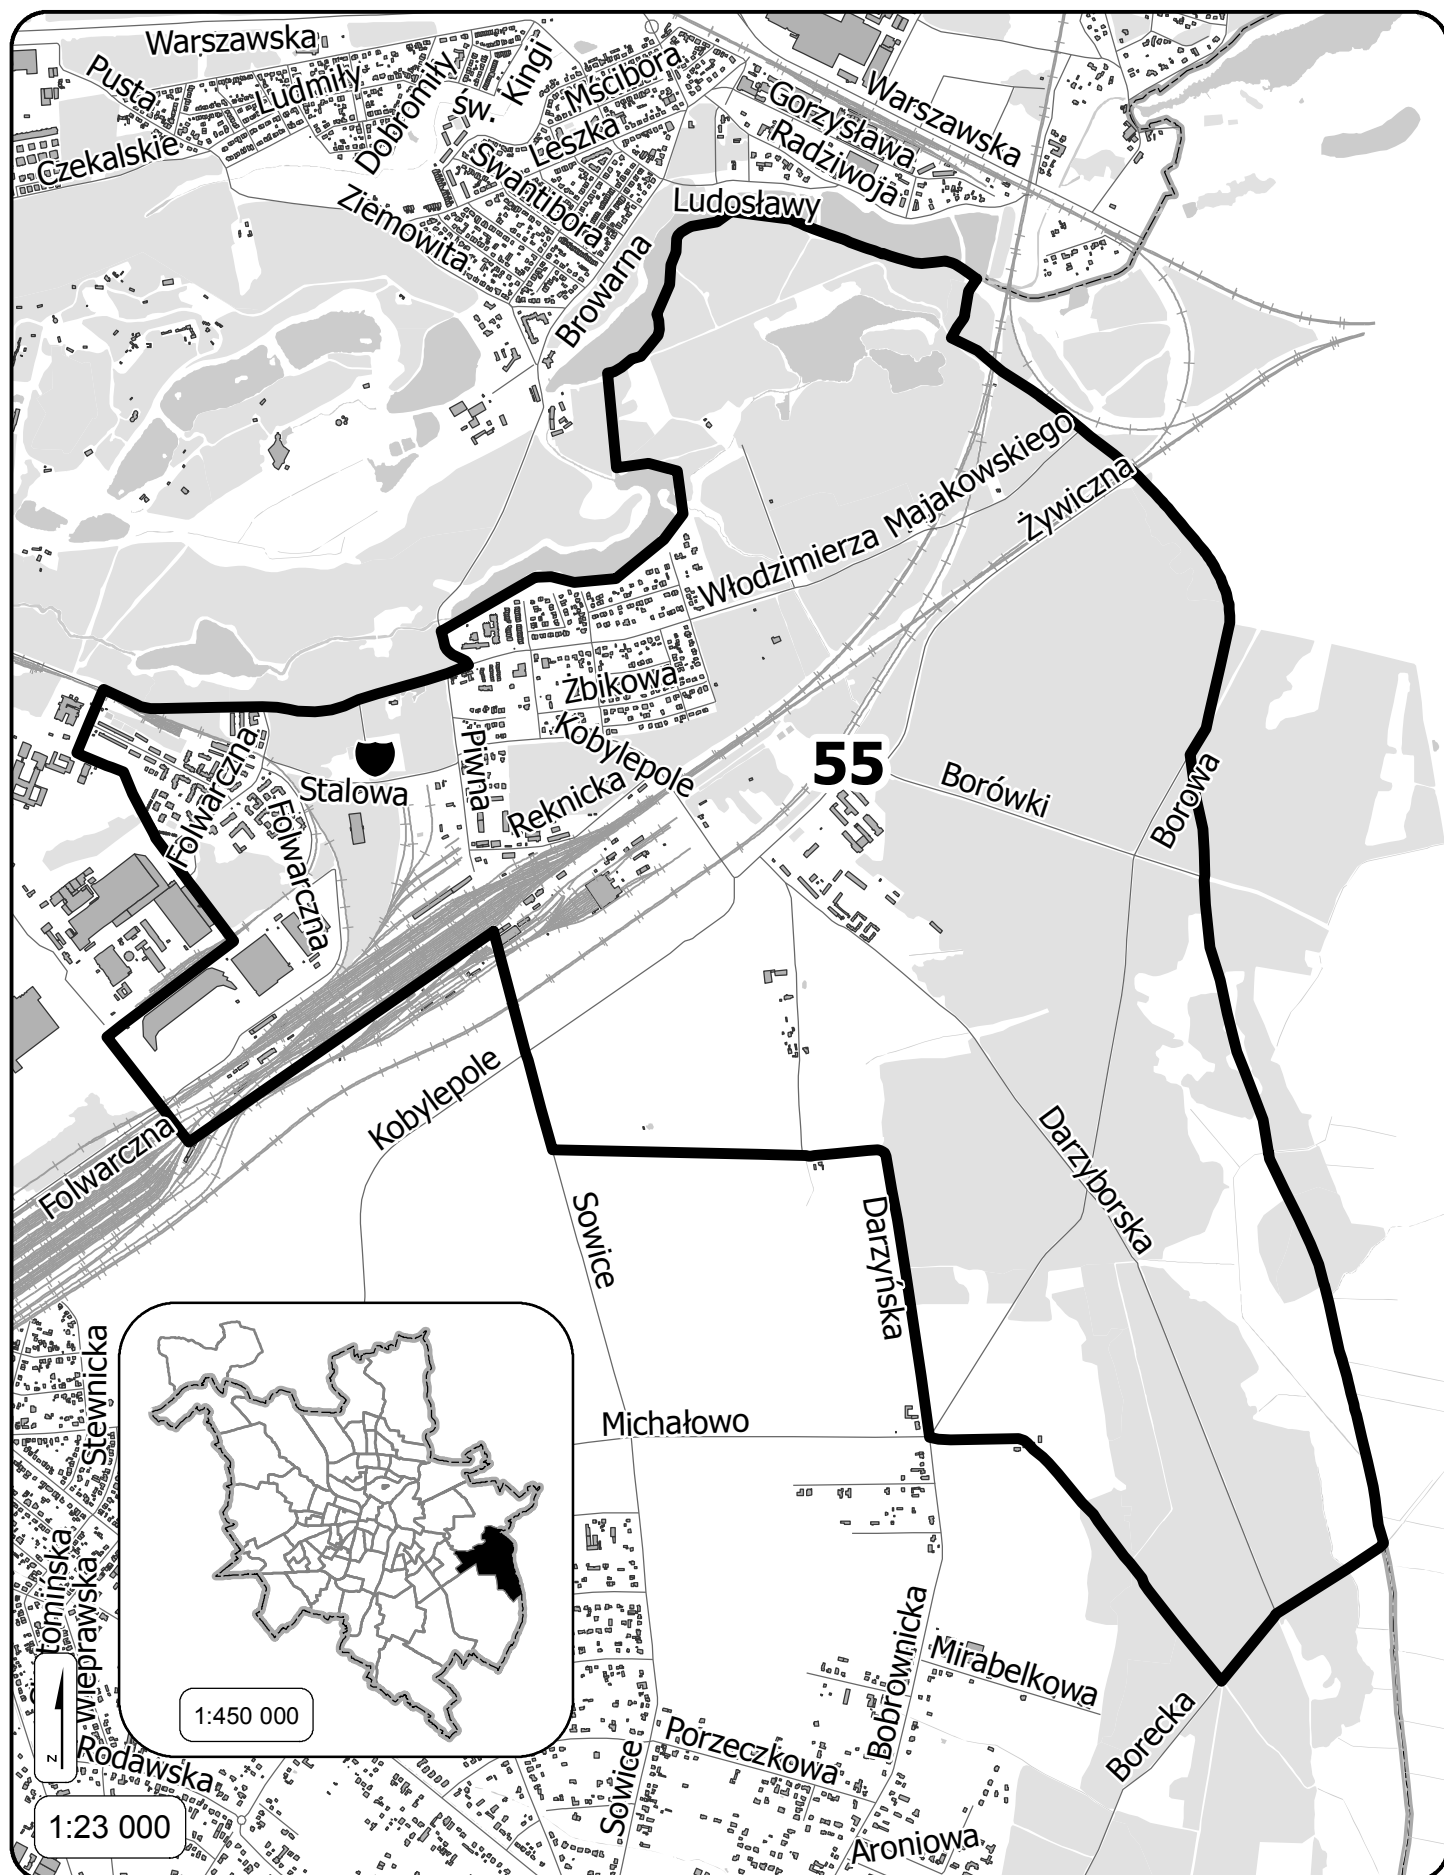 Warszawska
Pusta
Ludmiły
Dobromiły
św.
Kingi
Mścibora
Leszka
Czekalskie
Swantibora
Ziemowita
Browarna
Gorzysława
Radziwoja
Warszawska
Ludosławy
Włodzimierza Majakowskiego
Żywiczna
Żbikowa
Kobylepole
Piwna
Reknicka
Stalowa
Folwarczna
Folwarczna
55
Borówki
Borowa
Kobylepole
Folwarczna
Sowice
Darzyńska
Darzyborska
Michałowo
Stewnicka
tomińska
Wieprawska
Rodawska
Sowice
Porzeczkowa
Bobrownicka
Mirabelkowa
Borecka
Aroniowa
1:450 000
N
1:23 000